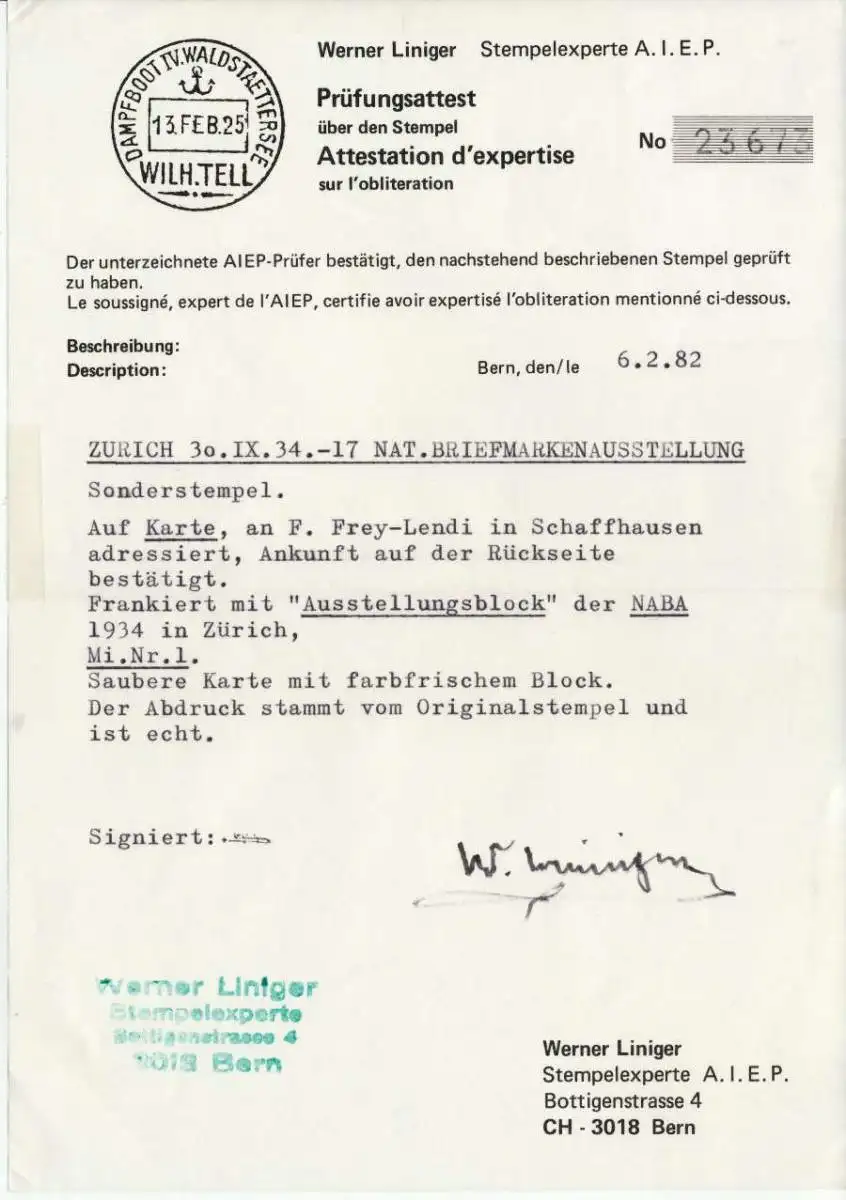 DAMPFBOOT IV. WALDSTAETTERSEE
13. FEB. 25
WILH. TELL
Werner Liniger Stempelexperte A. I. E. P.
Prüfungsattest
über den Stempel
Attestation d'expertise
sur l'obliteration
No 23673
Der unterzeichnete AIEP-Prüfer bestätigt, den nachstehend beschriebenen Stempel geprüft
zu haben.
Le soussigné, expert de l'AIEP, certifie avoir expertisé l'obliteration mentionné ci-dessous.
Beschreibung:
Description:
Bern, den/le 6.2.82
ZURICH 3o.IX.34.-17 NAT.BRIEFMARKENAUSSTELLUNG
Sonderstempel.
Auf Karte, an F. Frey-Lendi in Schaffhausen
adressiert, Ankunft auf der Rückseite
bestätigt.
Frankiert mit "Ausstellungsblock" der NABA
1934 in Zürich,
Mi.Nr.1.
Saubere Karte mit farbfrischem Block.
Der Abdruck stammt vom Originalstempel und
ist echt.
Signiert:
W. Liniger
Werner Liniger
Stempelexperte
Bottigenstrasse 4
3018 Bern
Werner Liniger
Stempelexperte A. I. E. P.
Bottigenstrasse 4
CH - 3018 Bern